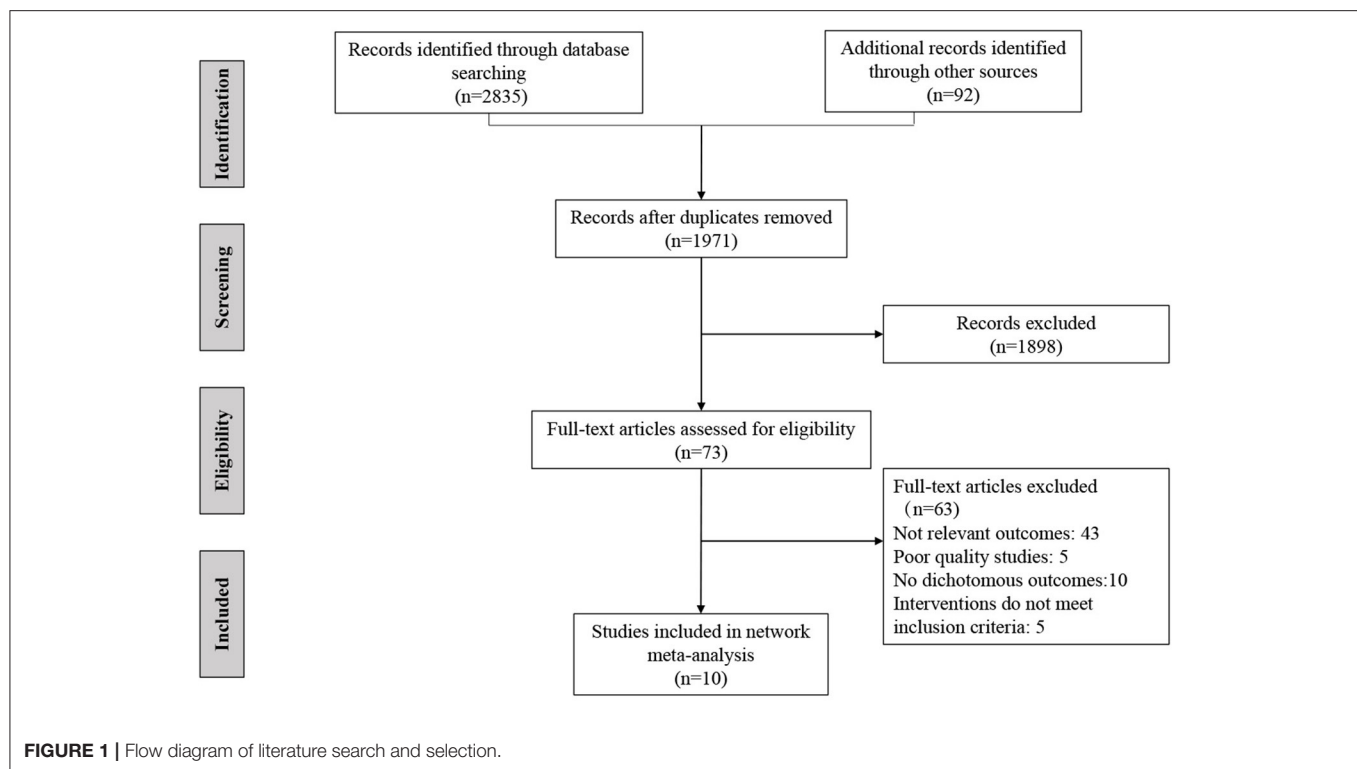 Identification
Records identified through database
searching
(n=2835)
Additional records identified
through other sources
(n=92)
Screening
Records after duplicates removed
(n=1971)
Records excluded
(n=1898)
Eligibility
Full-text articles assessed for eligibility
(n=73)
Full-text articles excluded
（n=63)
Not relevant outcomes: 43
Poor quality studies: 5
No dichotomous outcomes:10
Interventions do not meet
inclusion criteria: 5
Included
Studies included in network
meta-analysis
(n=10)
FIGURE 1 | Flow diagram of literature search and selection.